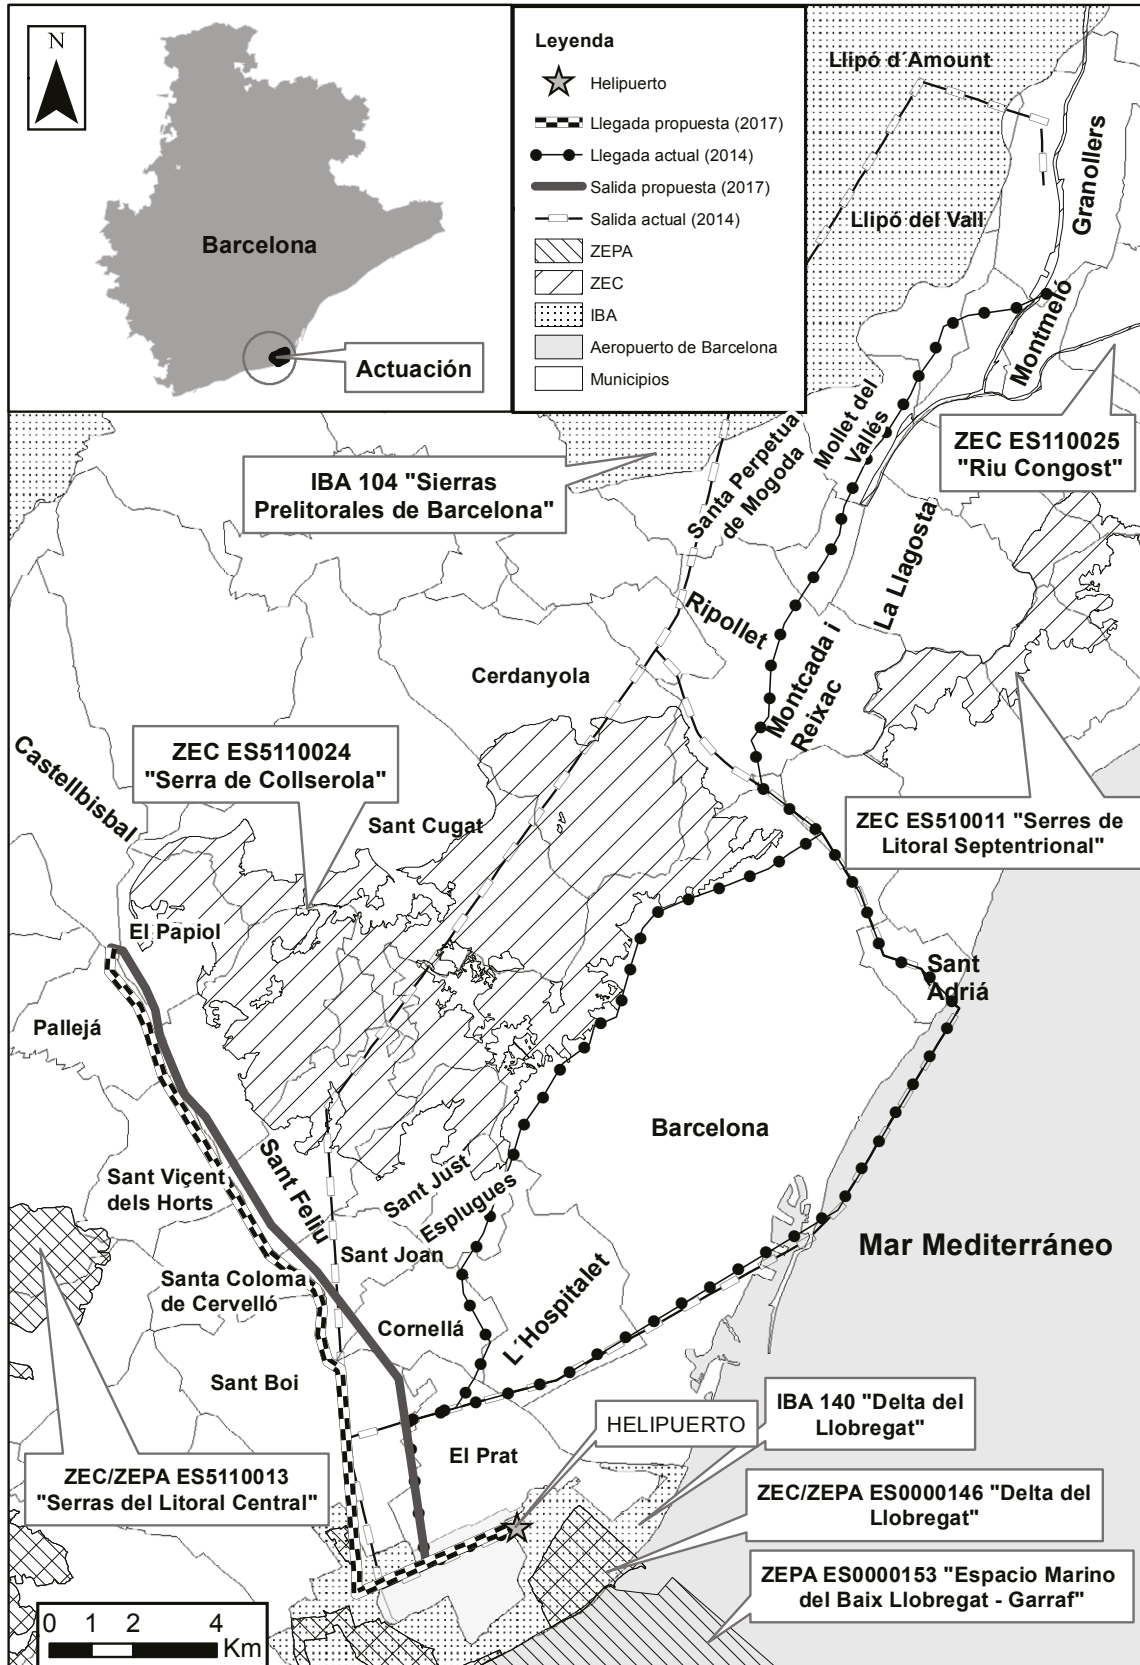 N
Barcelona
Actuación
Leyenda
Helipuerto
Llegada propuesta (2017)
Llegada actual (2014)
Salida propuesta (2017)
Salida actual (2014)
ZEPA
ZEC
IBA
Aeropuerto de Barcelona
Municipios
Llipó d´Amount
Granollers
Llipó del Vall
Montmeló
Mollet del
Vallés
Santa Perpetua
de Mogoda
ZEC ES110025
"Riu Congost"
IBA 104 "Sierras
Prelitorales de Barcelona"
La Llagosta
Ripollet
Montcada i
Reixac
Cerdanyola
ZEC ES5110024
"Serra de Collserola"
Castellbisbal
Sant Cugat
ZEC ES510011 "Serres de
Litoral Septentrional"
El Papiol
Sant
Adriá
Pallejá
Barcelona
Sant Viçent
dels Horts
Sant Feliu
Sant Just
Esplugues
Sant Joan
Mar Mediterráneo
Santa Coloma
de Cervelló
Cornellá
L´Hospitalet
Sant Boi
IBA 140 "Delta del
Llobregat"
HELIPUERTO
El Prat
ZEC/ZEPA ES5110013
"Serras del Litoral Central"
ZEC/ZEPA ES0000146 "Delta del
Llobregat"
ZEPA ES0000153 "Espacio Marino
del Baix Llobregat - Garraf"
0 1 2 4
Km